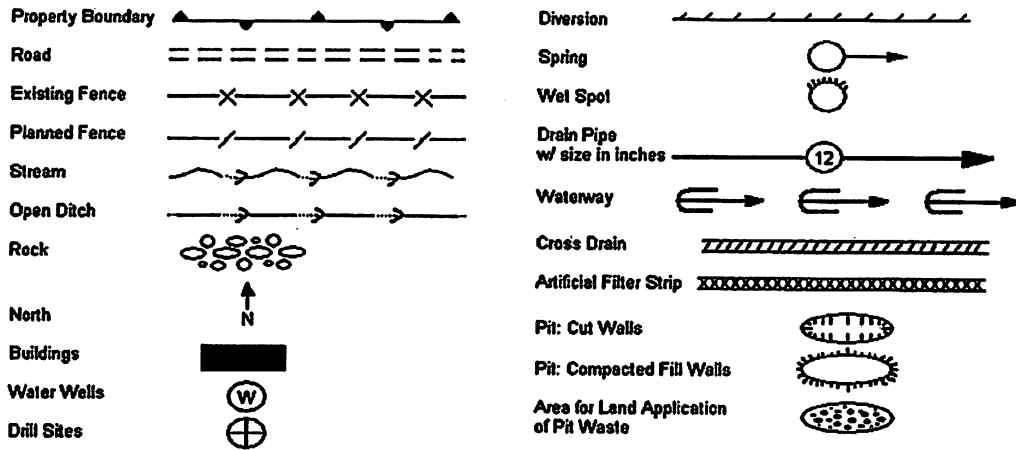 Property Boundary
Road
Existing Fence
Planned Fence
Stream
Open Ditch
Rock
North
N
Buildings
Water Wells
W
Drill Sites
Diversion
Spring
Wet Spot
Drain Pipe
w/ size in inches
12
Waterway
Cross Drain
Artificial Filter Strip
Pit: Cut Walls
Pit: Compacted Fill Walls
Area for Land Application
of Pit Waste